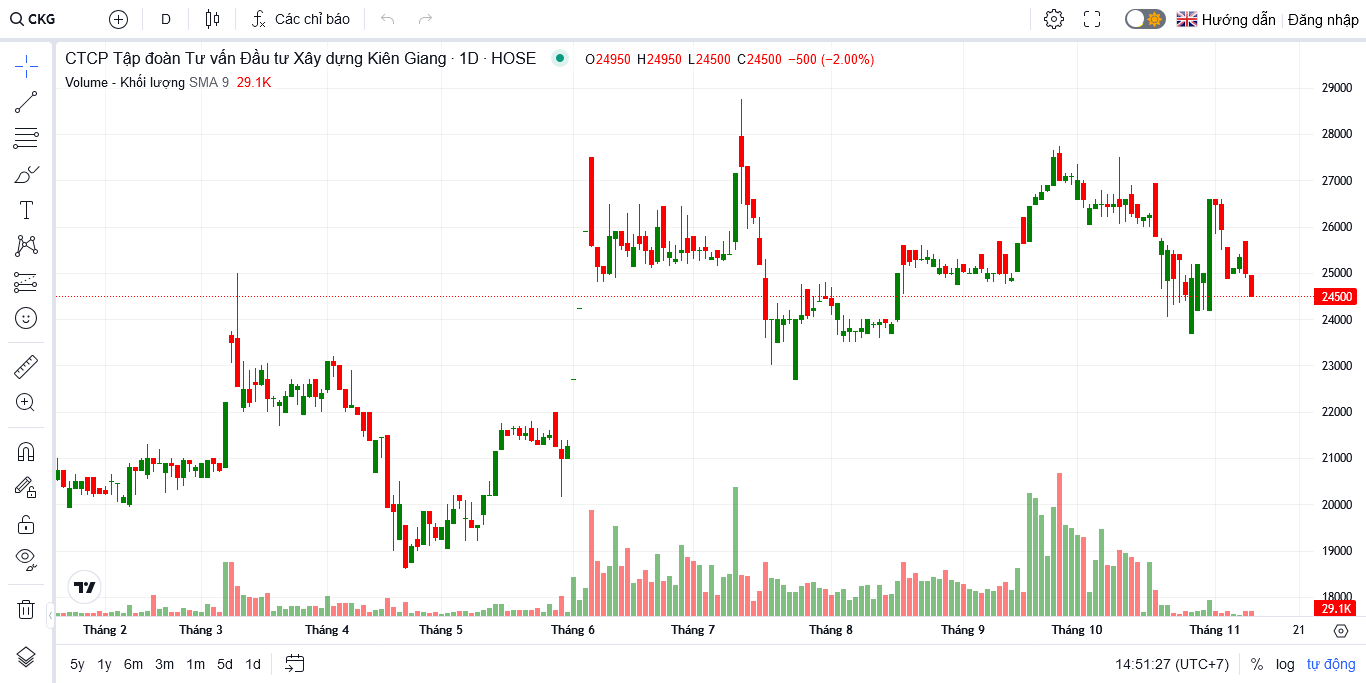 CKG D Các chỉ báo Hướng dẫn Đăng nhập
CTCP Tập đoàn Tư vấn Đầu tư Xây dựng Kiên Giang · 1D · HOSE O24950 H24950 L24500 C24500 −500 (−2.00%)
Volume - Khối lượng SMA 9 29.1K
29000
28000
27000
26000
25000
24500
24000
23000
22000
21000
20000
19000
18000
29.1K
Tháng 2 Tháng 3 Tháng 4 Tháng 5 Tháng 6 Tháng 7 Tháng 8 Tháng 9 Tháng 10 Tháng 11 21
5y 1y 6m 3m 1m 5d 1d 14:51:27 (UTC+7) % log tự động